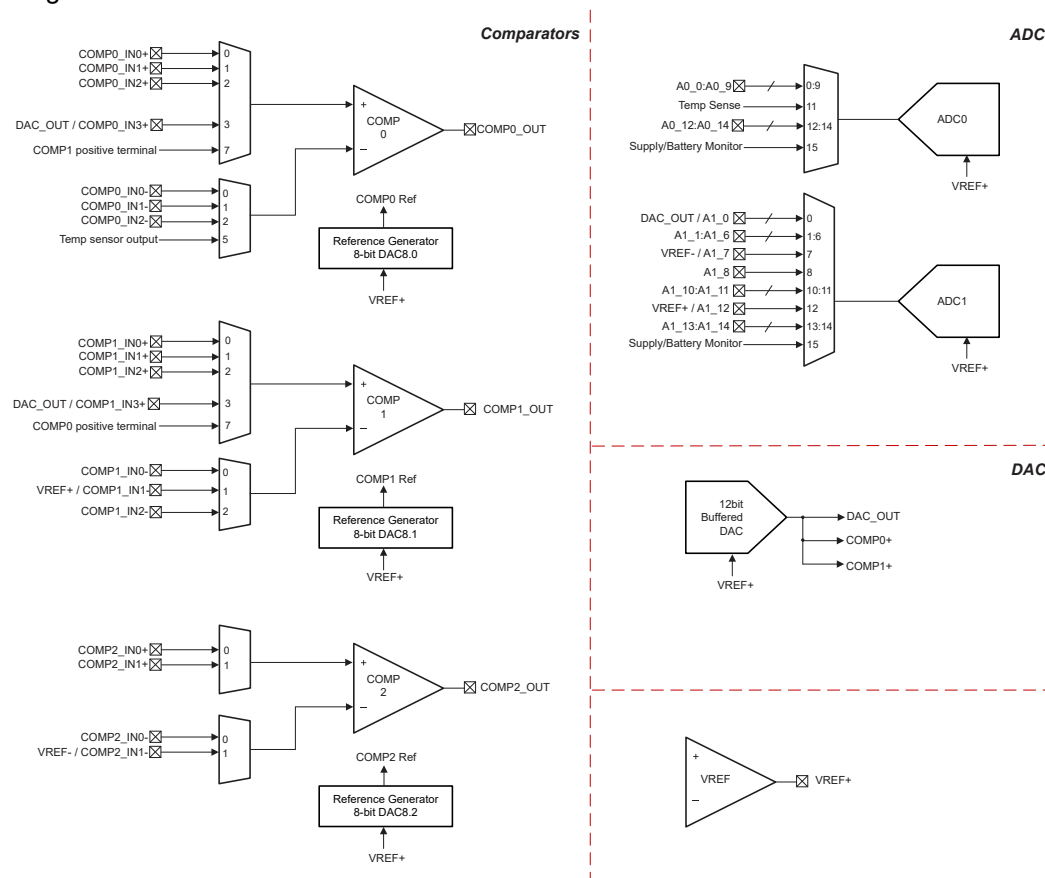 Comparators
COMP0_IN0+
COMP0_IN1+
COMP0_IN2+
DAC_OUT / COMP0_IN3+
COMP1 positive terminal
0
1
2
3
7
COMP0_IN0-
COMP0_IN1-
COMP0_IN2-
Temp sensor output
0
1
2
5
+
COMP
0
–
COMP0_OUT
COMP0 Ref
Reference Generator
8-bit DAC8.0
VREF+
COMP1_IN0+
COMP1_IN1+
COMP1_IN2+
DAC_OUT / COMP1_IN3+
COMP0 positive terminal
0
1
2
3
7
COMP1_IN0-
VREF+ / COMP1_IN1-
COMP1_IN2-
0
1
2
+
COMP
1
–
COMP1_OUT
COMP1 Ref
Reference Generator
8-bit DAC8.1
VREF+
COMP2_IN0+
COMP2_IN1+
0
1
COMP2_IN0-
VREF- / COMP2_IN1-
0
1
+
COMP
2
–
COMP2_OUT
COMP2 Ref
Reference Generator
8-bit DAC8.2
VREF+
ADC
A0_0:A0_9
Temp Sense
A0_12:A0_14
Supply/Battery Monitor
0:9
11
12:14
15
ADC0
VREF+
DAC_OUT / A1_0
A1_1:A1_6
VREF- / A1_7
A1_8
A1_10:A1_11
VREF+ / A1_12
A1_13:A1_14
Supply/Battery Monitor
0
1:6
7
8
10:11
12
13:14
15
ADC1
VREF+
DAC
12bit
Buffered
DAC
VREF+
DAC_OUT
COMP0+
COMP1+
+
VREF
–
VREF+